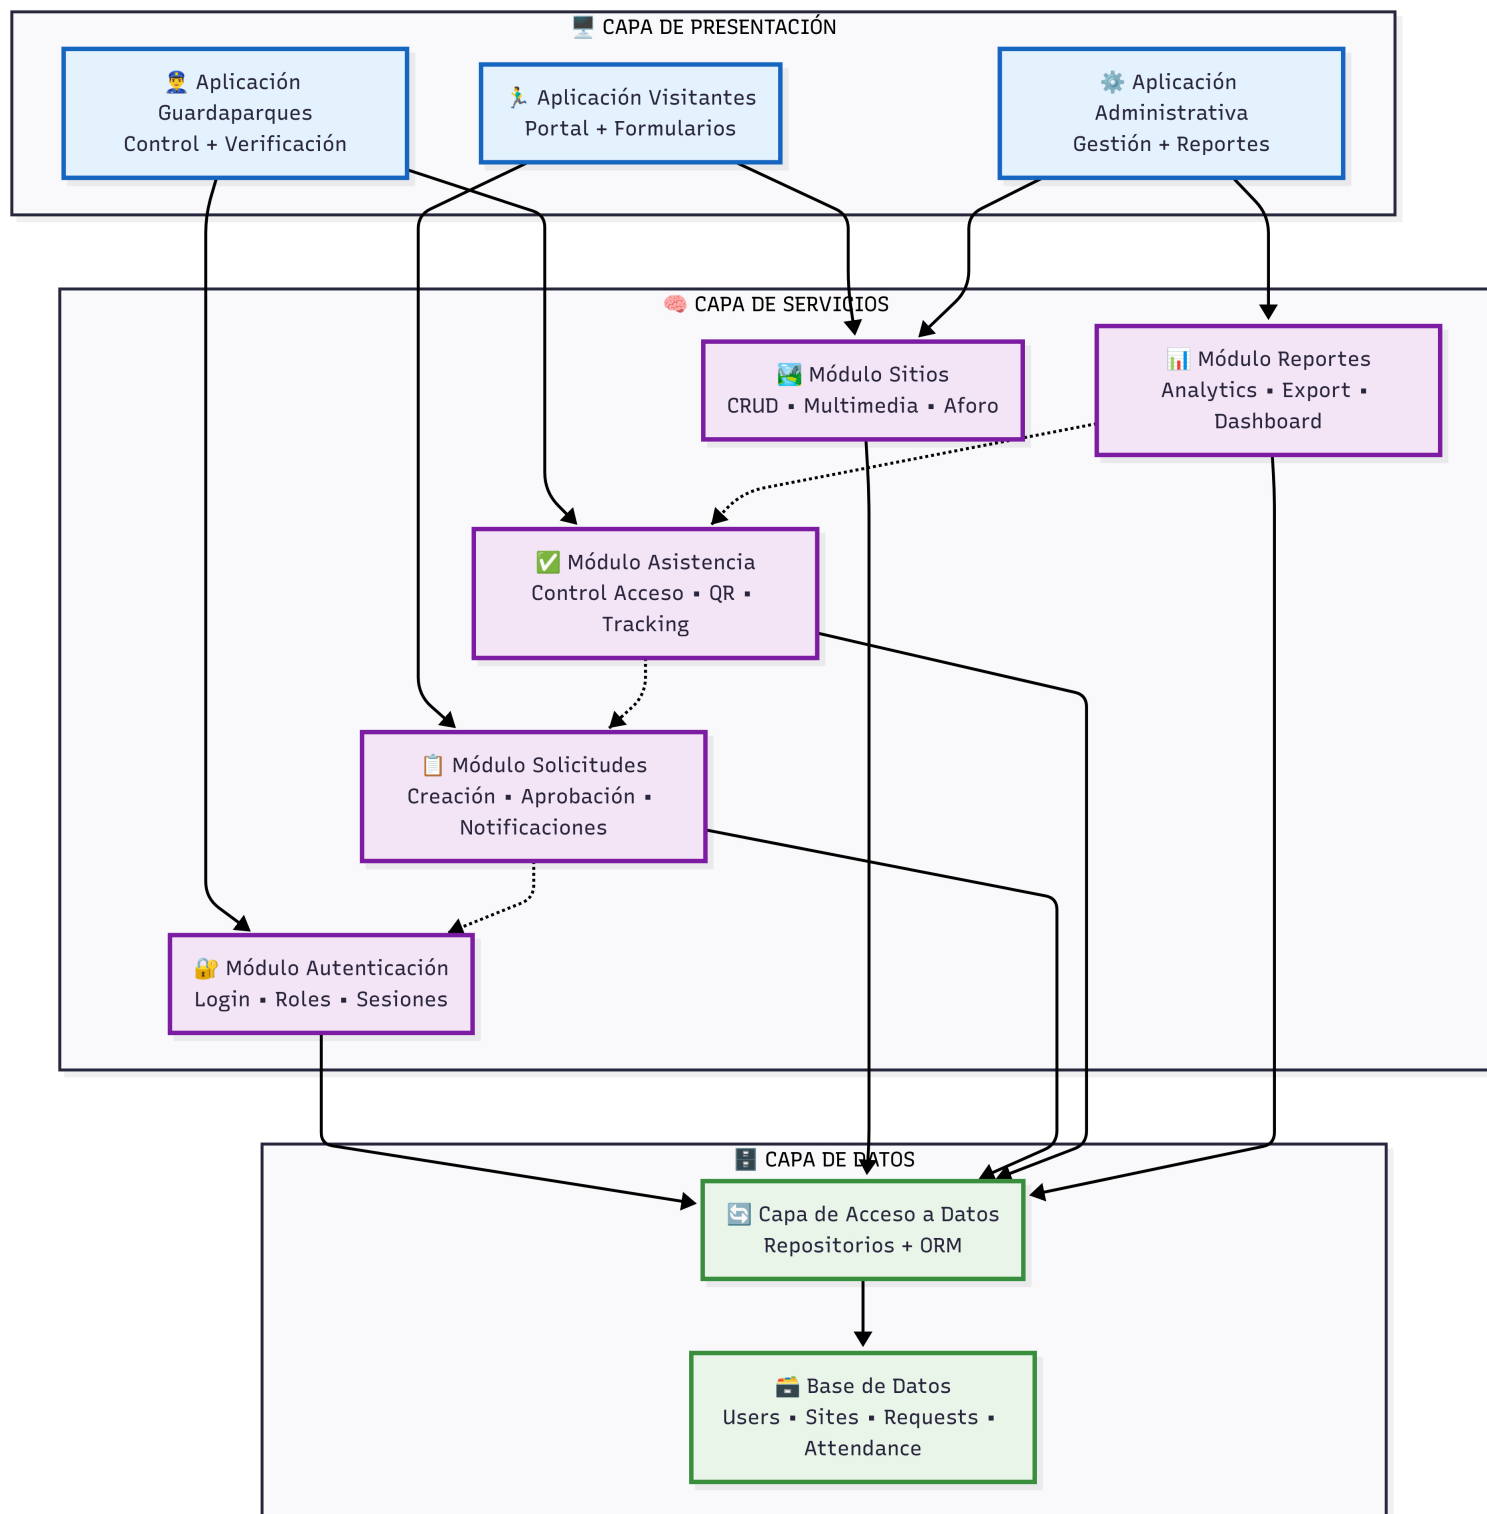 🖥️ CAPA DE PRESENTACIÓN
👮 Aplicación
Guardaparques
Control + Verificación
🏃‍♂️ Aplicación Visitantes
Portal + Formularios
⚙️ Aplicación
Administrativa
Gestión + Reportes
🧠 CAPA DE SERVICIOS
🏞️ Módulo Sitios
CRUD ▪ Multimedia ▪ Aforo
📊 Módulo Reportes
Analytics ▪ Export ▪
Dashboard
✅ Módulo Asistencia
Control Acceso ▪ QR ▪
Tracking
📋 Módulo Solicitudes
Creación ▪ Aprobación ▪
Notificaciones
🔐 Módulo Autenticación
Login ▪ Roles ▪ Sesiones
🗄️ CAPA DE DATOS
🔄 Capa de Acceso a Datos
Repositorios + ORM
🗃️ Base de Datos
Users ▪ Sites ▪ Requests ▪
Attendance